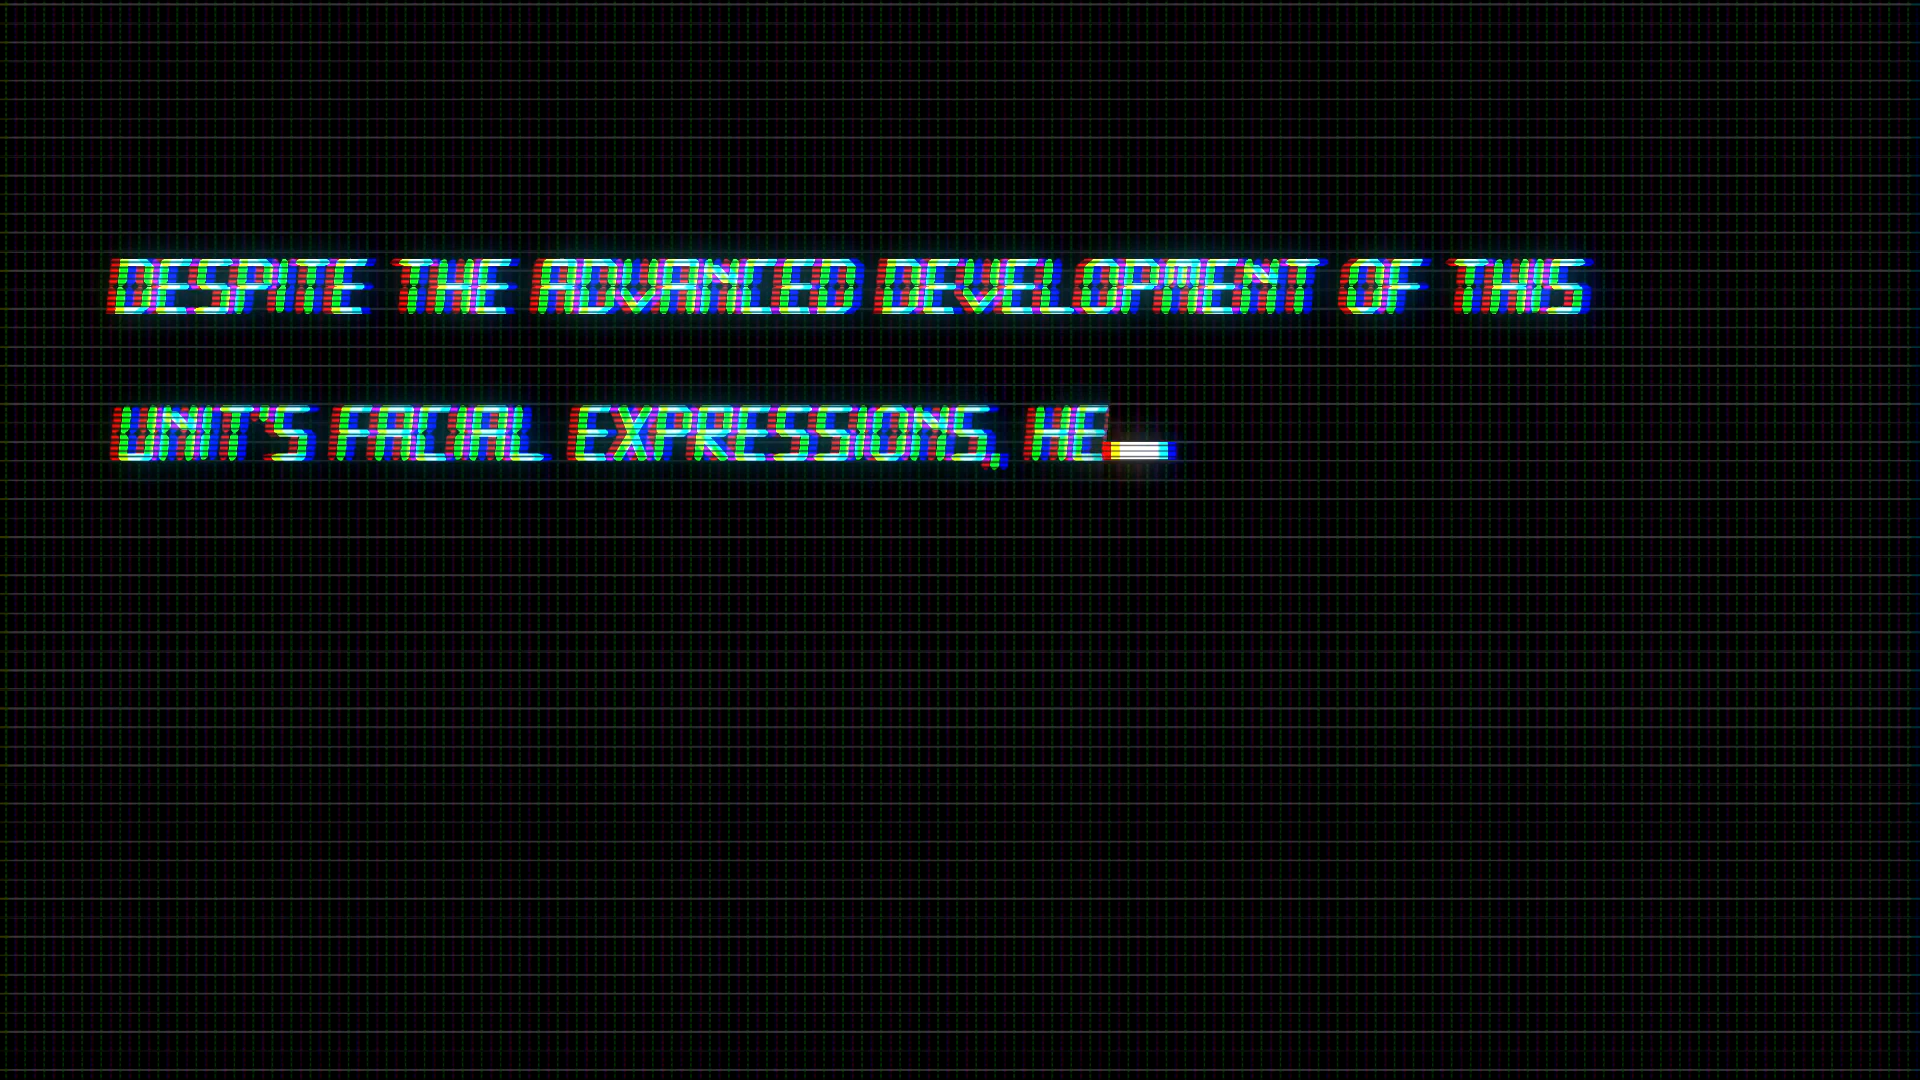 DESPITE THE ADVANCED DEVELOPMENT OF THIS
UNIT'S FACIAL EXPRESSIONS, HE